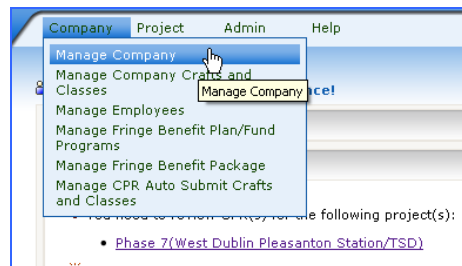 Company Project Admin Help
Manage Company
Manage Company Crafts and
Classes
Manage Company
nce!
Manage Employees
Manage Fringe Benefit Plan/Fund
Programs
Manage Fringe Benefit Package
Manage CPR Auto Submit Crafts
and Classes
the following project(s):
• Phase 7(West Dublin Pleasanton Station/TSD)